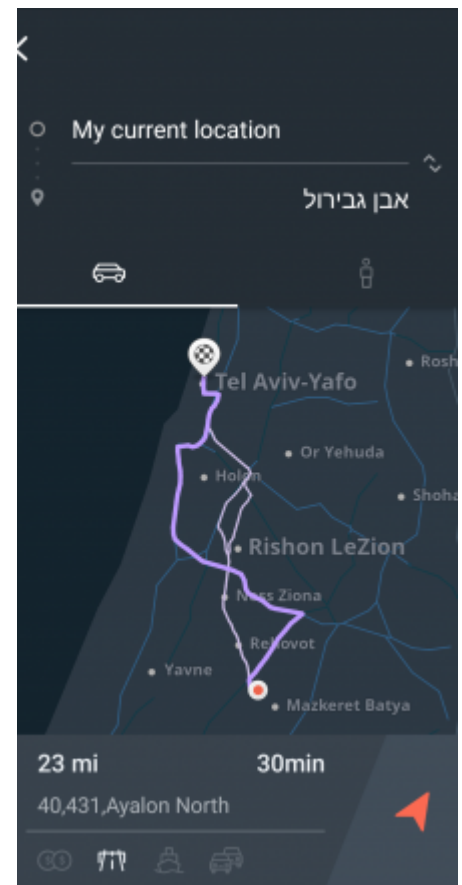 My current location
אבן גבירול
Tel Aviv-Yafo
Rosh
Or Yehuda
Holon
Shoha
Rishon LeZion
Ness Ziona
Rehovot
Yavne
Mazkeret Batya
23 mi
30min
40,431,Ayalon North